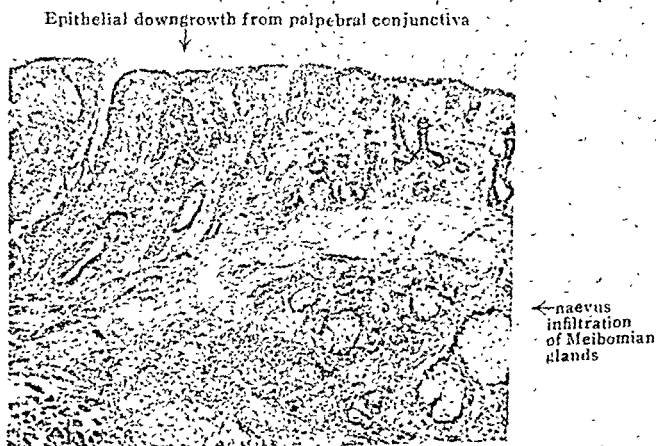 Epithelial downgrowth from palpebral conjunctiva
naevus
infiltration
of Meibomian
glands